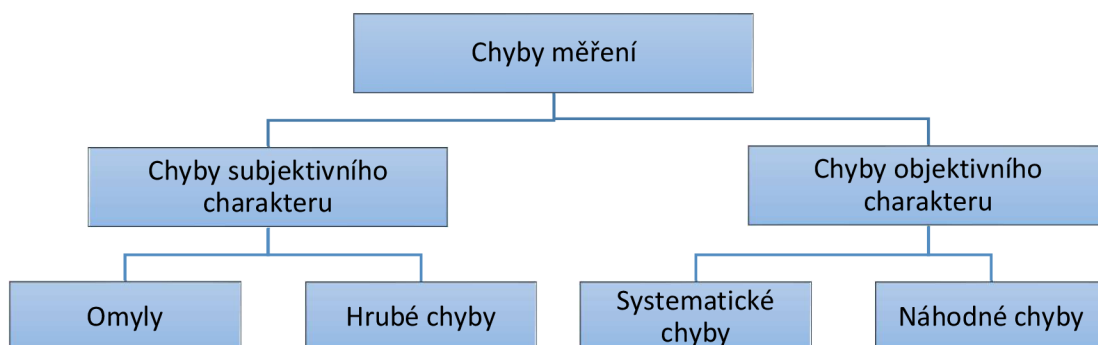 Chyby měření
Chyby subjektivního
charakteru
Chyby objektivního
charakteru
Omyly
Hrubé chyby
Systematické
chyby
Náhodné chyby